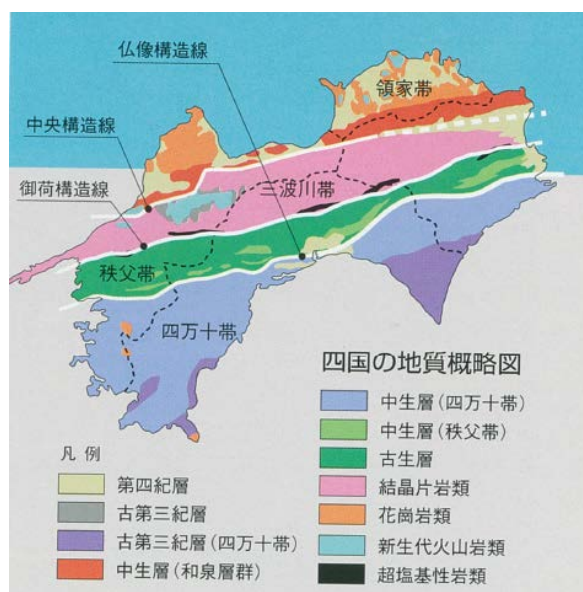 仏像構造線
領家帯
中央構造線
御荷構造線
三波川帯
秩父帯
四万十帯
四国の地質概略図
中生層(四万十帯)
中生層(秩父帯)
古生層
結晶片岩類
花崗岩類
新生代火山岩類
超塩基性岩類
凡例
第四紀層
古第三紀層
古第三紀層(四万十帯)
中生層(和泉層群)